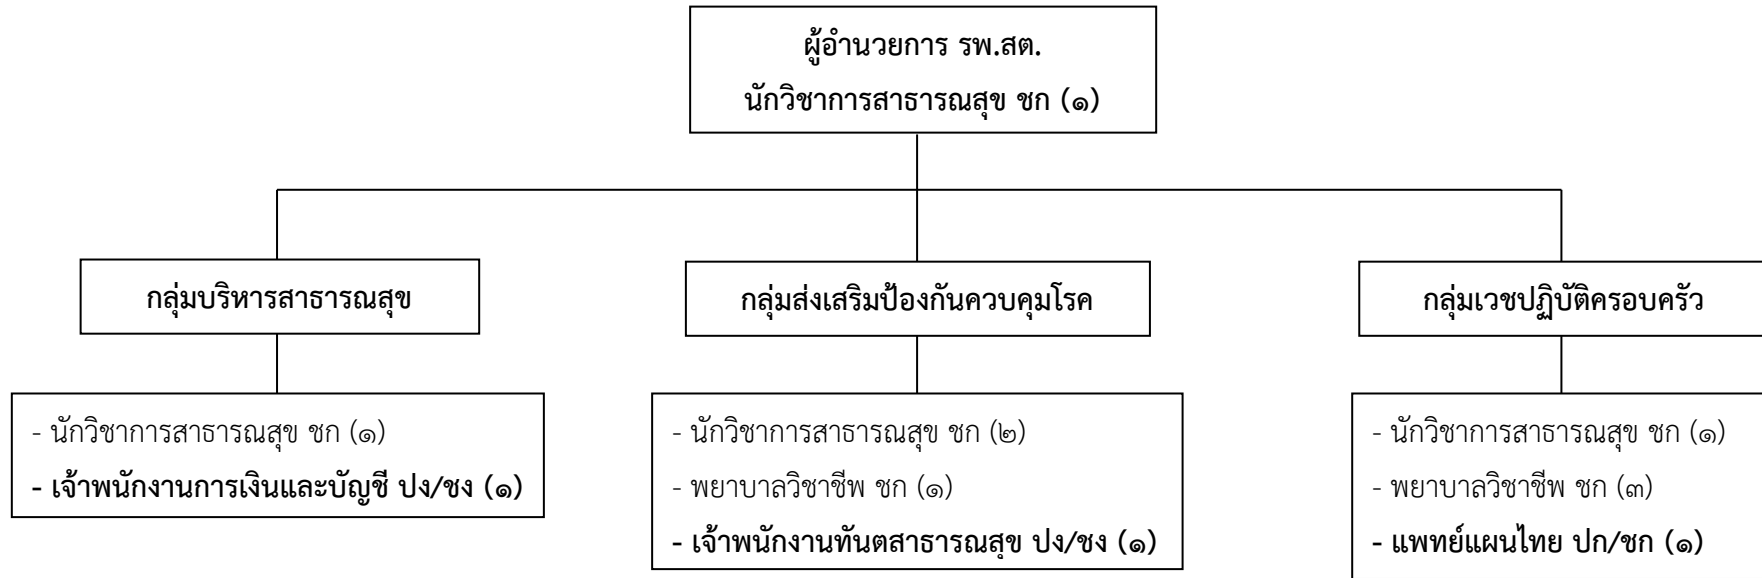 ผู้อำนวยการ รพ.สต.
นักวิชาการสาธารณสุข ชก (๑)
กลุ่มบริหารสาธารณสุข
- นักวิชาการสาธารณสุข ชก (๑)
- เจ้าพนักงานการเงินและบัญชี ปง/ชง (๑)
กลุ่มส่งเสริมป้องกันควบคุมโรค
- นักวิชาการสาธารณสุข ชก (๒)
- พยาบาลวิชาชีพ ชก (๑)
- เจ้าพนักงานทันตสาธารณสุข ปง/ชง (๑)
กลุ่มเวชปฏิบัติครอบครัว
- นักวิชาการสาธารณสุข ชก (๑)
- พยาบาลวิชาชีพ ชก (๓)
- แพทย์แผนไทย ปก/ชก (๑)